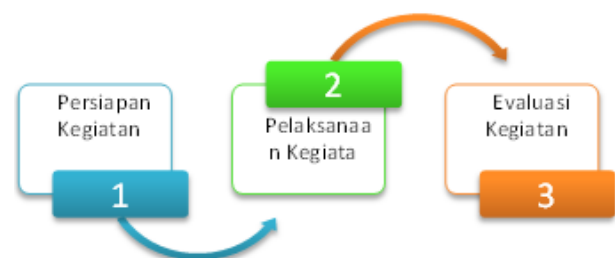 Persiapan
Kegiatan
1
2
Pelaksanaa
n Kegiata
Evaluasi
Kegiatan
3